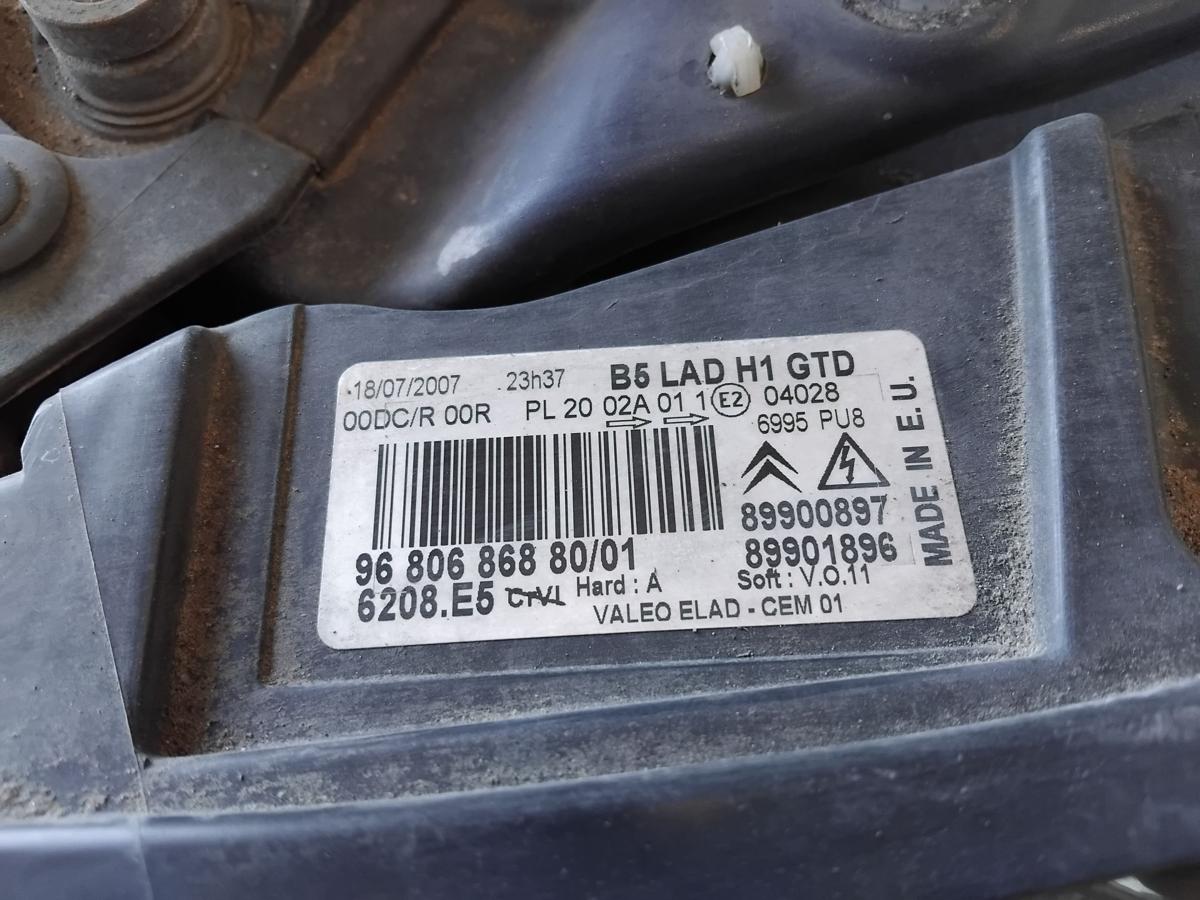 18/07/2007 23h37 B5 LAD H1 GTD
00DC/R 00R PL 20 02A 01 1 E2 04028
6995 PU8
89900897
96 806 868 80/01 89901896
6208.E5 CTVI Hard : A Soft : V.O.11
VALEO ELAD - CEM 01
MADE IN E.U.